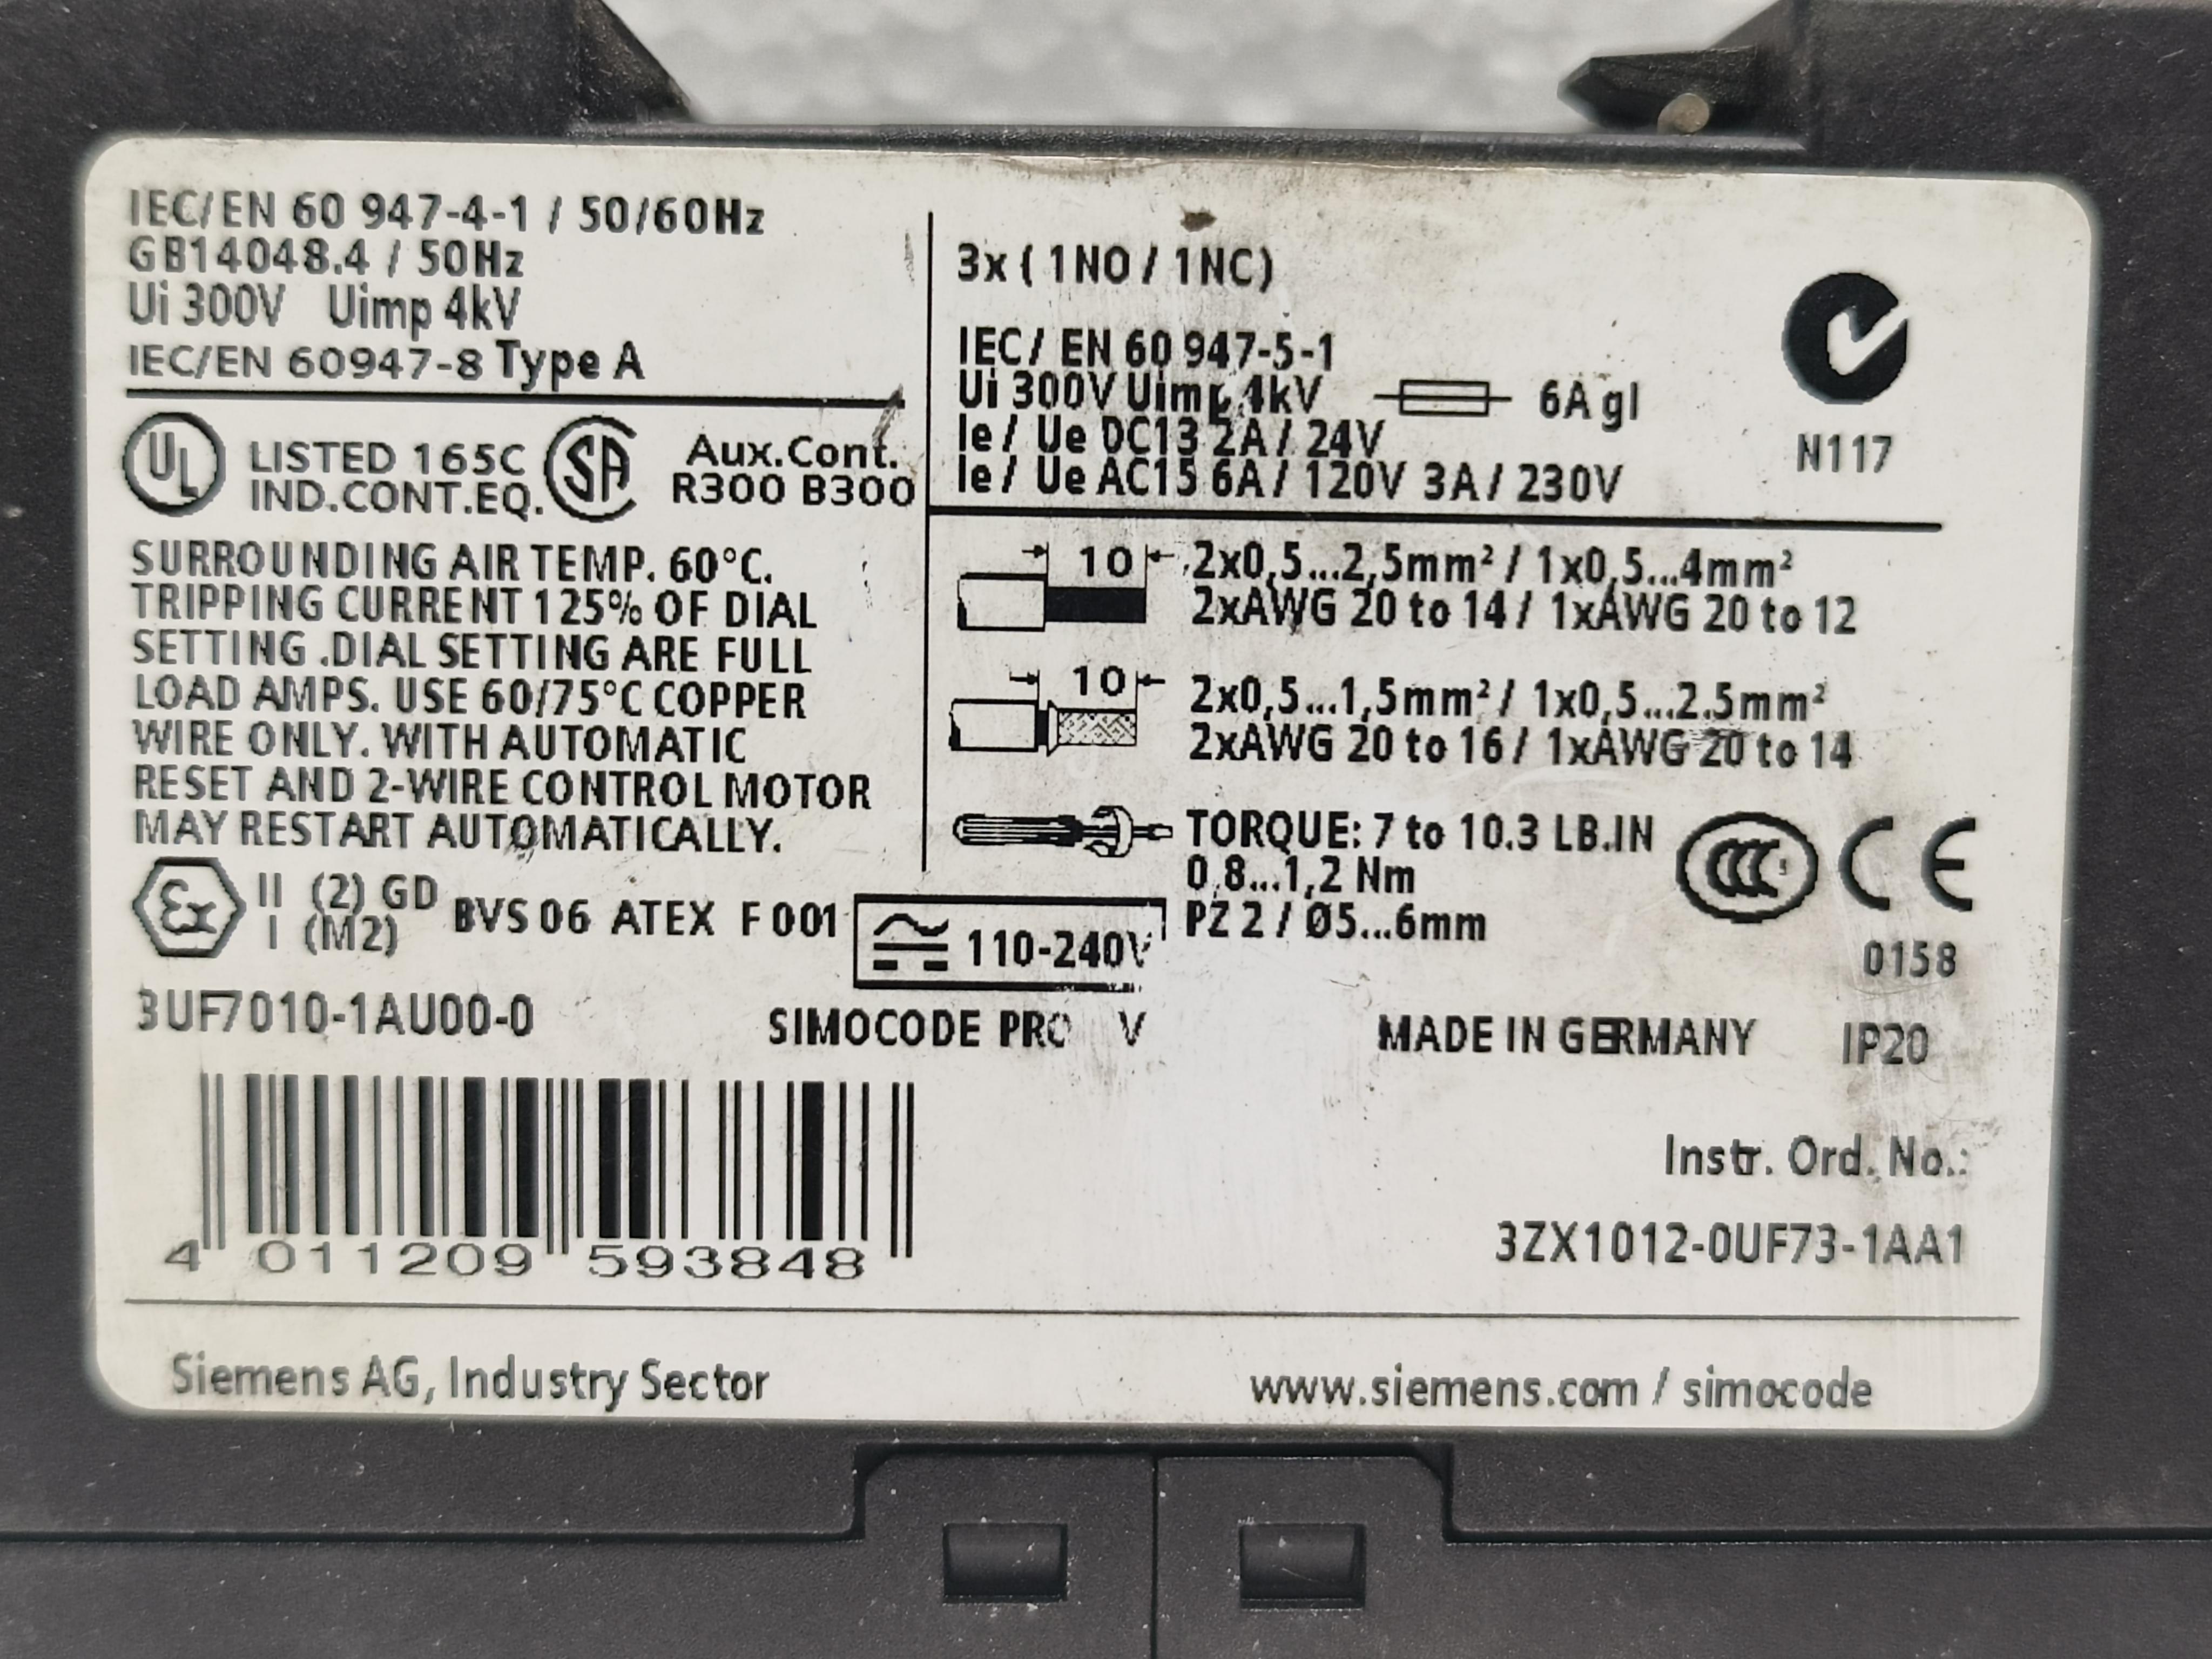 IEC/EN 60 947-4-1 / 50/60Hz
GB14048.4 / 50Hz
Ui 300V Uimp 4kV
IEC/EN 60947-8 Type A
UL LISTED 165C
IND.CONT.EQ.
SA
Aux.Cont.
R300 B300
SURROUNDING AIR TEMP. 60°C.
TRIPPING CURRENT 125% OF DIAL
SETTING .DIAL SETTING ARE FULL
LOAD AMPS. USE 60/75°C COPPER
WIRE ONLY. WITH AUTOMATIC
RESET AND 2-WIRE CONTROL MOTOR
MAY RESTART AUTOMATICALLY.
Ex II (2) GD
I (M2)
BVS 06 ATEX F 001
3x ( 1NO / 1NC)
IEC/ EN 60 947-5-1
Ui 300V Uimp 4kV
6A gl
Ie / Ue DC13 2A / 24V
Ie / Ue AC15 6A / 120V 3A / 230V
N117
10 2x0,5...2,5mm² / 1x0,5...4mm²
2xAWG 20 to 14 / 1xAWG 20 to 12
10 2x0,5...1,5mm² / 1x0,5...2.5mm²
2xAWG 20 to 16 / 1xAWG 20 to 14
TORQUE: 7 to 10.3 LB.IN
0,8...1,2 Nm
PZ 2 / Ø5...6mm
CCC
CE
0158
110-240V
3UF7010-1AU00-0
SIMOCODE PRO V
MADE IN GERMANY
IP20
4 011209 593848
Instr. Ord. No.:
3ZX1012-0UF73-1AA1
Siemens AG, Industry Sector
www.siemens.com / simocode